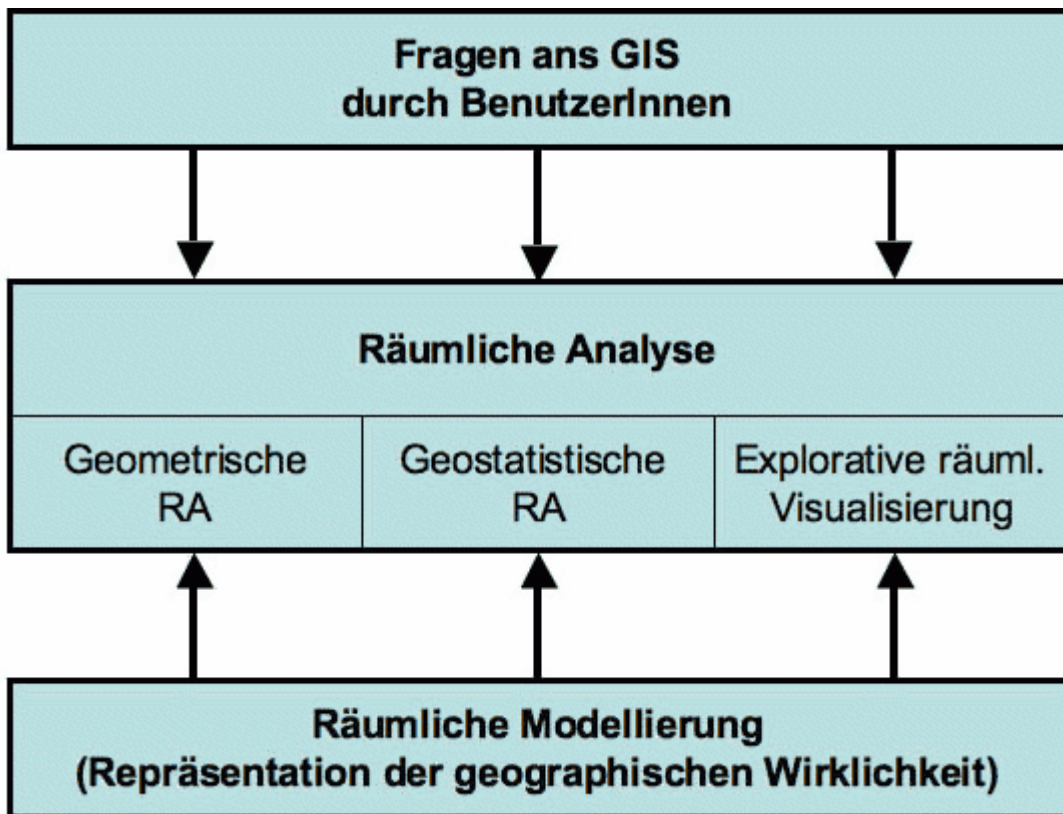 Fragen ans GIS
durch BenutzerInnen
Räumliche Analyse
Geometrische
RA
Geostatistische
RA
Explorative räuml.
Visualisierung
Räumliche Modellierung
(Repräsentation der geographischen Wirklichkeit)